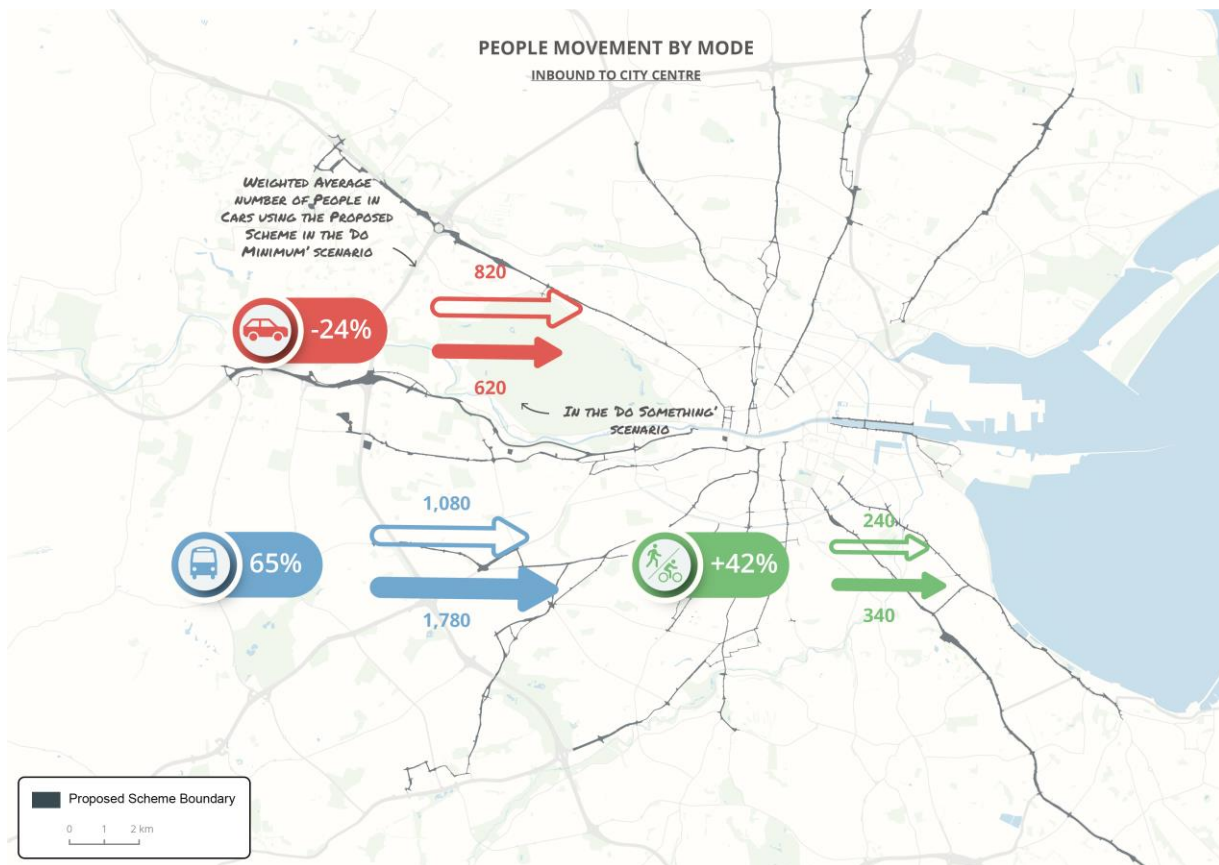 PEOPLE MOVEMENT BY MODE
INBOUND TO CITY CENTRE
WEIGHTED AVERAGE
NUMBER OF PEOPLE IN
CARS USING THE PROPOSED
SCHEME IN THE 'DO
MINIMUM' SCENARIO
820
-24%
620
IN THE 'DO SOMETHING'
SCENARIO
1,080
65%
1,780
240
+42%
340
Proposed Scheme Boundary
0 1 2 km